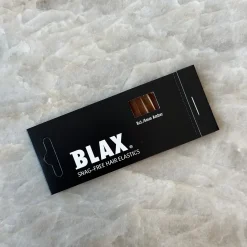 BLAX.
SNAG-FREE HAIR ELASTICS